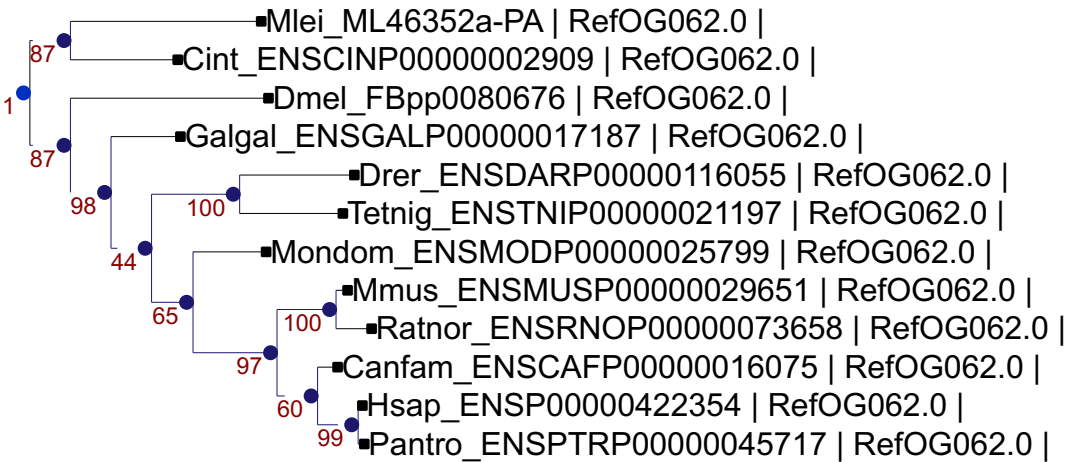 Mlei_ML46352a-PA | RefOG062.0 |
87
Cint_ENSCINP00000002909 | RefOG062.0 |
1
Dmel_FBpp0080676 | RefOG062.0 |
Galgal_ENSGALP00000017187 | RefOG062.0 |
87
Drer_ENSDARP00000116055 | RefOG062.0 |
98
100
Tetnig_ENSTNIP00000021197 | RefOG062.0 |
44
Mondom_ENSMODP00000025799 | RefOG062.0 |
Mmus_ENSMUSP00000029651 | RefOG062.0 |
65
100
Ratnor_ENSRNOP00000073658 | RefOG062.0 |
97
Canfam_ENSCAFP00000016075 | RefOG062.0 |
60
Hsap_ENSP00000422354 | RefOG062.0 |
99
Pantro_ENSPTRP00000045717 | RefOG062.0 |